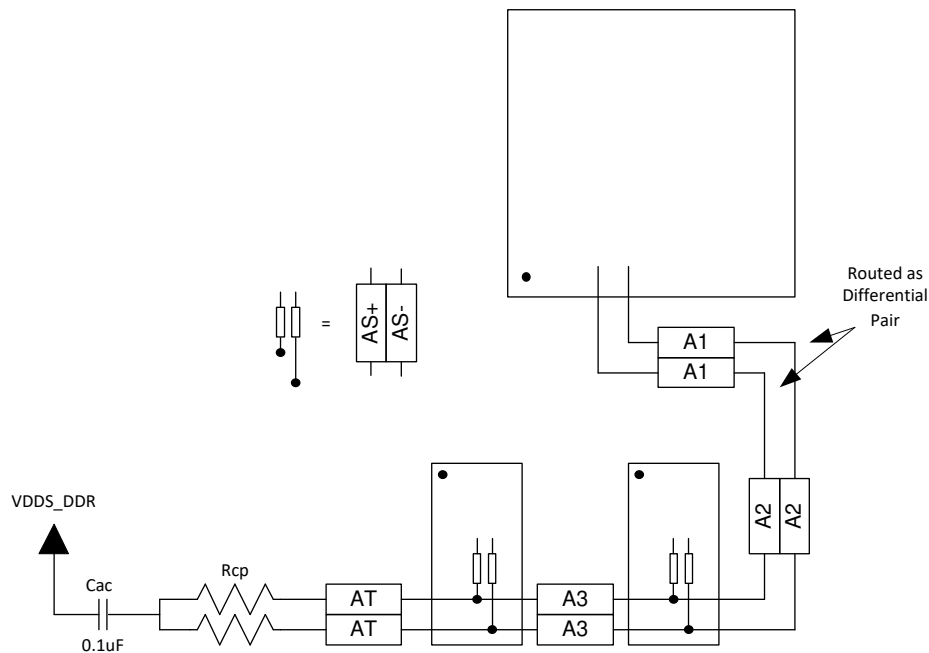 Routed as
Differential
Pair
A1
A1
=
AS+
AS-
A2
A2
VDDS_DDR
Cac
0.1uF
Rcp
AT
AT
A3
A3